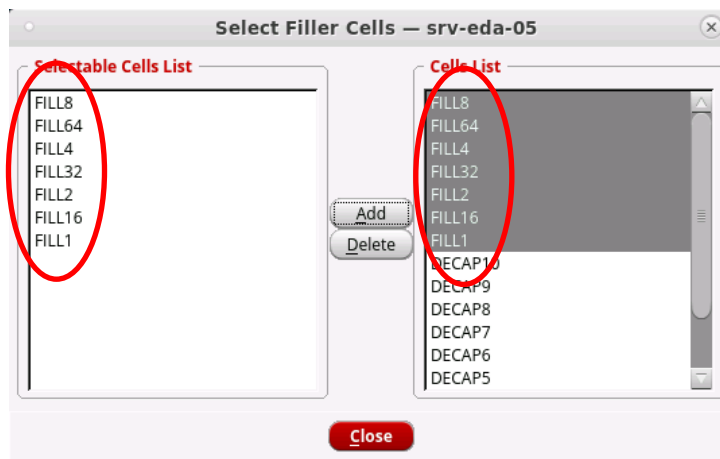 Select Filler Cells — srv-eda-05
Selectable Cells List
FILL8
FILL64
FILL4
FILL32
FILL2
FILL16
FILL1
Add
Delete
Cells List
FILL8
FILL64
FILL4
FILL32
FILL2
FILL16
FILL1
DECAP10
DECAP9
DECAP8
DECAP7
DECAP6
DECAP5
Close